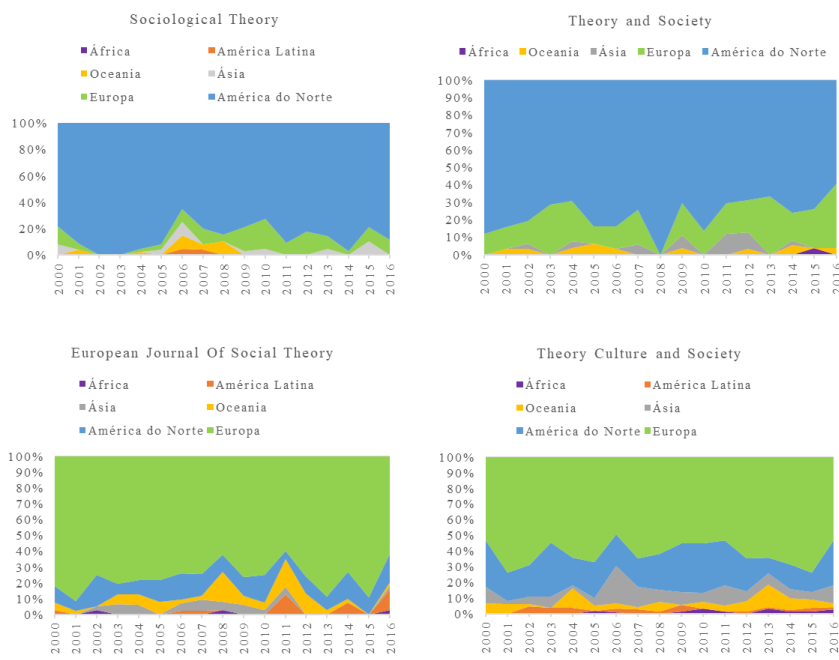 Sociological Theory
África América Latina
Oceania Ásia
Europa América do Norte
100%
80%
60%
40%
20%
0%
2000 2001 2002 2003 2004 2005 2006 2007 2008 2009 2010 2011 2012 2013 2014 2015 2016
Theory and Society
África Oceania Ásia Europa América do Norte
100%
90%
80%
70%
60%
50%
40%
30%
20%
10%
0%
2000 2001 2002 2003 2004 2005 2006 2007 2008 2009 2010 2011 2012 2013 2014 2015 2016
European Journal Of Social Theory
África América Latina
Ásia Oceania
América do Norte Europa
100%
90%
80%
70%
60%
50%
40%
30%
20%
10%
0%
2000 2001 2002 2003 2004 2005 2006 2007 2008 2009 2010 2011 2012 2013 2014 2015 2016
Theory Culture and Society
África América Latina
Oceania Ásia
América do Norte Europa
100%
90%
80%
70%
60%
50%
40%
30%
20%
10%
0%
2000 2001 2002 2003 2004 2005 2006 2007 2008 2009 2010 2011 2012 2013 2014 2015 2016